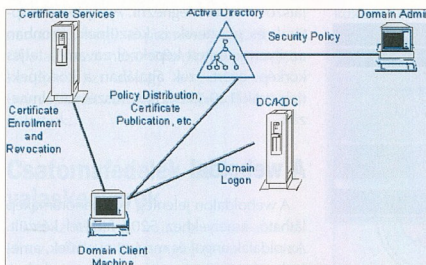 Certificate Services
Active Directory
Domain Admin
Security Policy
Certificate
Enrollment
and
Revocation
Policy Distribution,
Certificate
Publication, etc.
DC/KDC
Domain
Logon
Domain Client
Machine